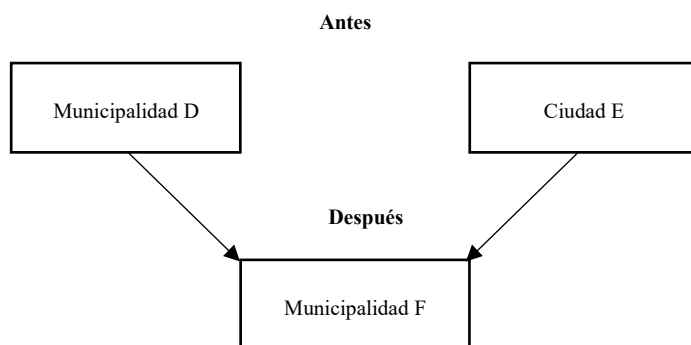 Antes
Municipalidad D
Ciudad E
Después
Municipalidad F